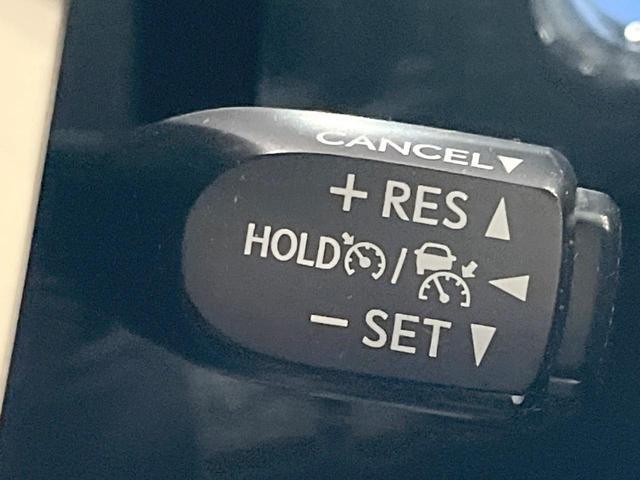 CANCEL▼
+ RES ▲
HOLD / ◀
− SET ▼